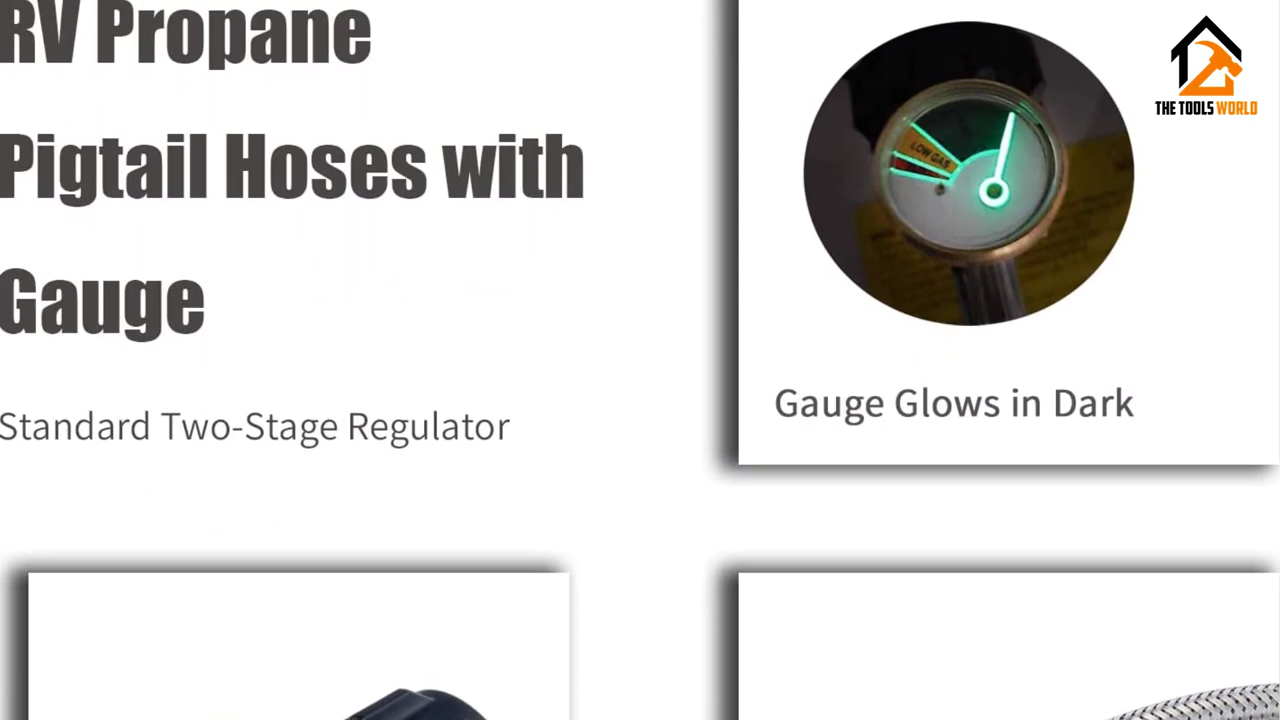 RV Propane
Pigtail Hoses with
Gauge
Standard Two-Stage Regulator
LOW GAS
Gauge Glows in Dark
THE TOOLS WORLD